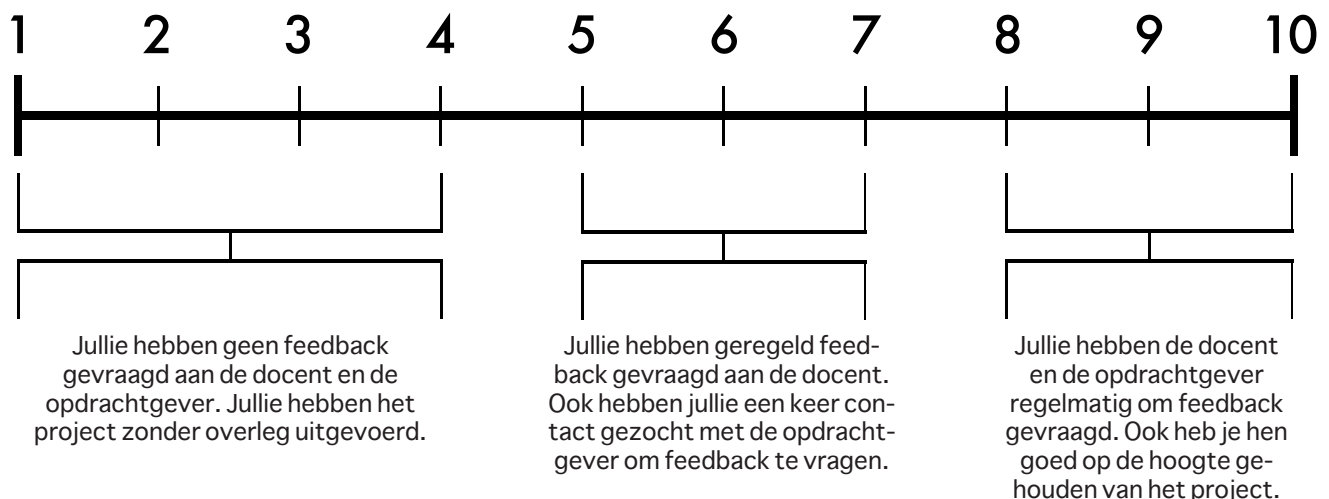 1 2 3 4 5 6 7 8 9 10
Jullie hebben geen feedback
gevraagd aan de docent en de
opdrachtgever. Jullie hebben het
project zonder overleg uitgevoerd.
Jullie hebben geregeld feed-
back gevraagd aan de docent.
Ook hebben jullie een keer con-
tact gezocht met de opdracht-
gever om feedback te vragen.
Jullie hebben de docent
en de opdrachtgever
regelmatig om feedback
gevraagd. Ook heb je hen
goed op de hoogte ge-
houden van het project.